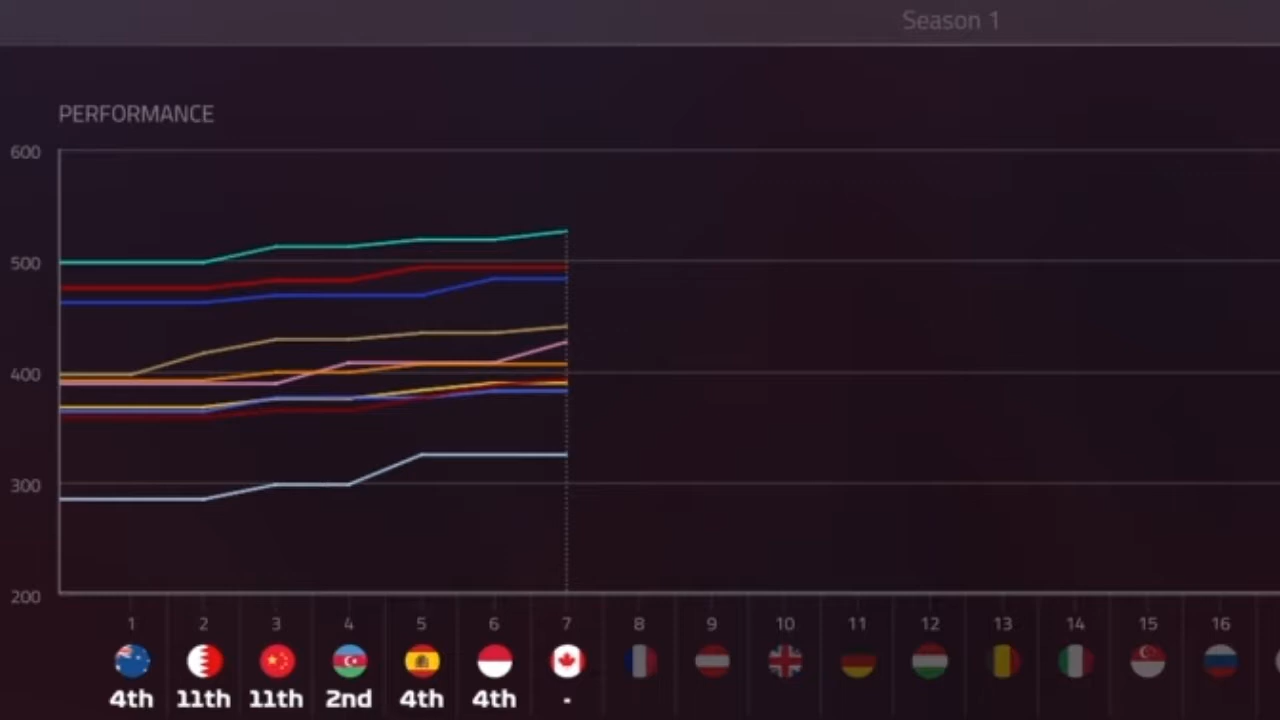 Season 1
PERFORMANCE
600
500
400
300
200
1 2 3 4 5 6 7 8 9 10 11 12 13 14 15 16
4th 11th 11th 2nd 4th 4th -